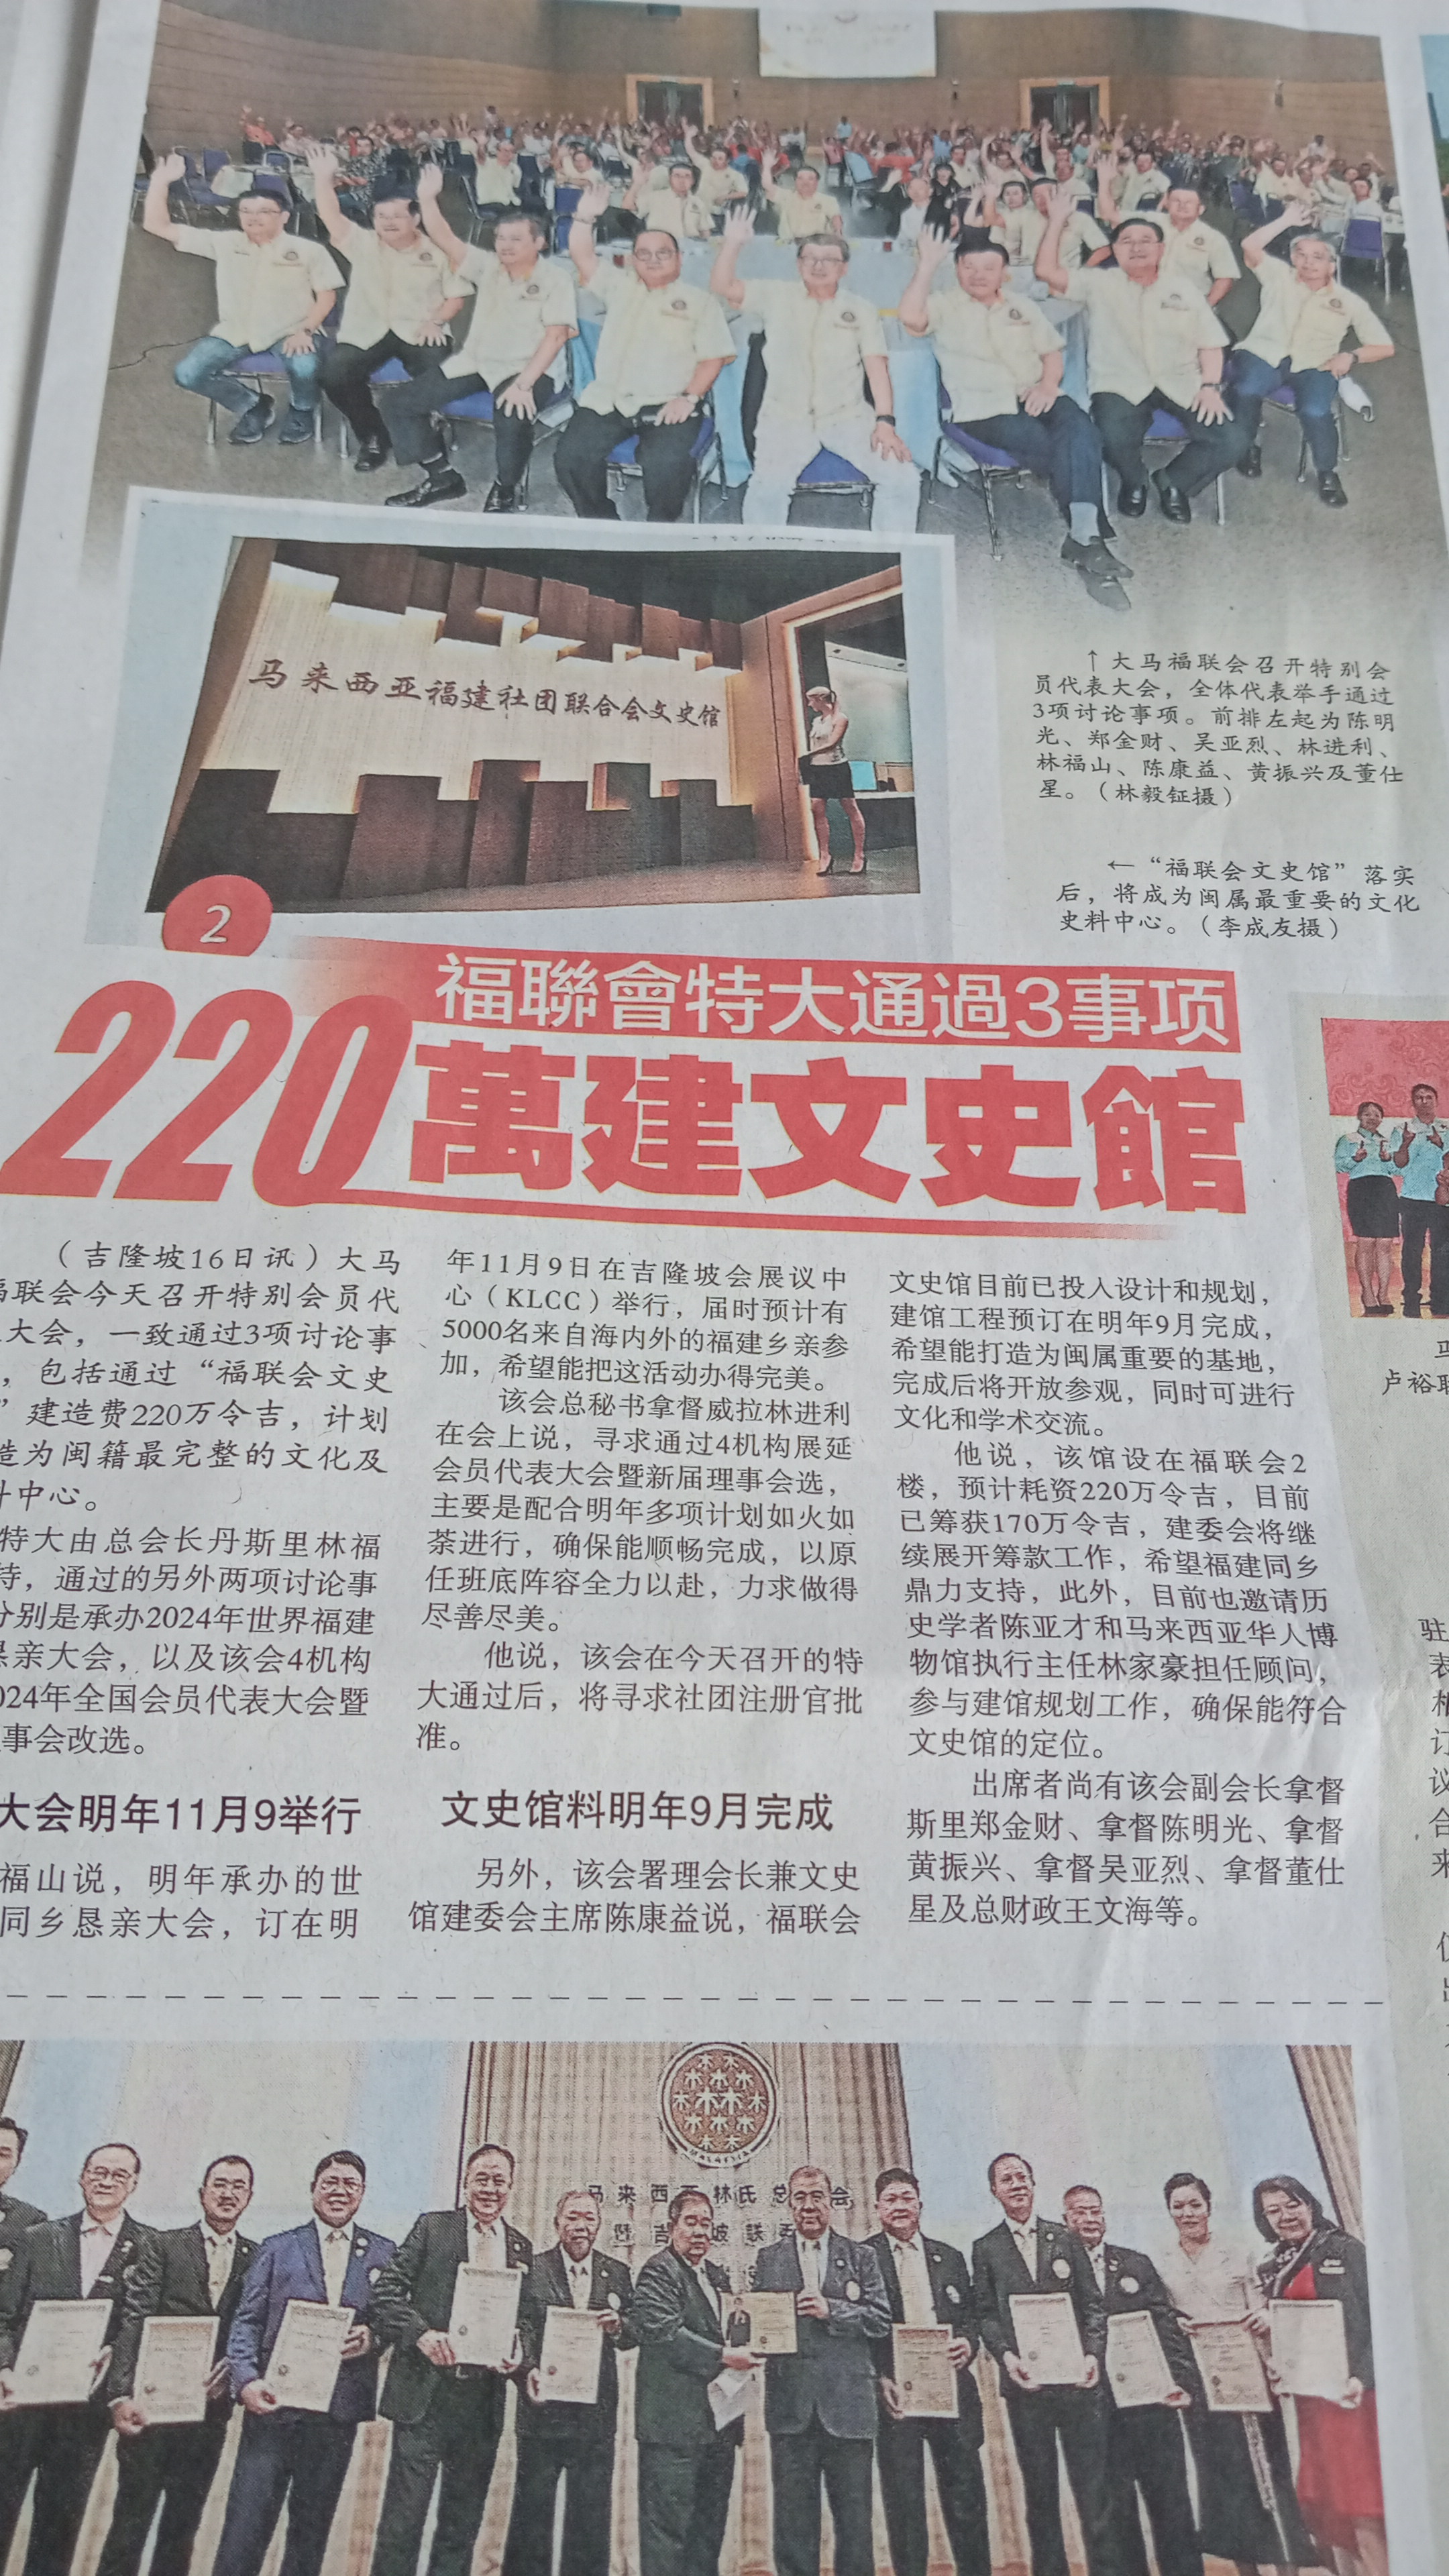 马来西亚福建社团联合会文史馆
↑大马福联会召开特别会
员代表大会，全体代表举手通过
3项讨论事项。前排左起为陈明
光、郑金财、吴亚烈、林进利、
林福山、陈康益、黄振兴及董仕
星。（林毅钲摄）
←“福联会文史馆”落实
后，将成为闽属最重要的文化
史料中心。（李成友摄）
2
福聯會特大通過3事项
220萬建文史館
（吉隆坡16日讯）大马
福联会今天召开特别会员代
大会，一致通过3项讨论事
，包括通过“福联会文史
”建造费220万令吉，计划
造为闽籍最完整的文化及
中心。
特大由总会长丹斯里林福
持，通过的另外两项讨论事
分别是承办2024年世界福建
恳亲大会，以及该会4机构
024年全国会员代表大会暨
事会改选。
大会明年11月9举行
福山说，明年承办的世
同乡恳亲大会，订在明
年11月9日在吉隆坡会展议中
心（KLCC）举行，届时预计有
5000名来自海内外的福建乡亲参
加，希望能把这活动办得完美。
该会总秘书拿督威拉林进利
在会上说，寻求通过4机构展延
会员代表大会暨新届理事会选，
主要是配合明年多项计划如火如
荼进行，确保能顺畅完成，以原
任班底阵容全力以赴，力求做得
尽善尽美。
他说，该会在今天召开的特
大通过后，将寻求社团注册官批
准。
文史馆料明年9月完成
另外，该会署理会长兼文史
馆建委会主席陈康益说，福联会
文史馆目前已投入设计和规划，
建馆工程预订在明年9月完成，
希望能打造为闽属重要的基地，
完成后将开放参观，同时可进行
文化和学术交流。
他说，该馆设在福联会2
楼，预计耗资220万令吉，目前
已筹获170万令吉，建委会将继
续展开筹款工作，希望福建同乡
鼎力支持，此外，目前也邀请历
史学者陈亚才和马来西亚华人博
物馆执行主任林家豪担任顾问，
参与建馆规划工作，确保能符合
文史馆的定位。
出席者尚有该会副会长拿督
斯里郑金财、拿督陈明光、拿督
黄振兴、拿督吴亚烈、拿督董仕
星及总财政王文海等。
卢裕
驻
表
订
议
合
来
MALAYSIA
马来西亚林氏总会
暨吉坡联